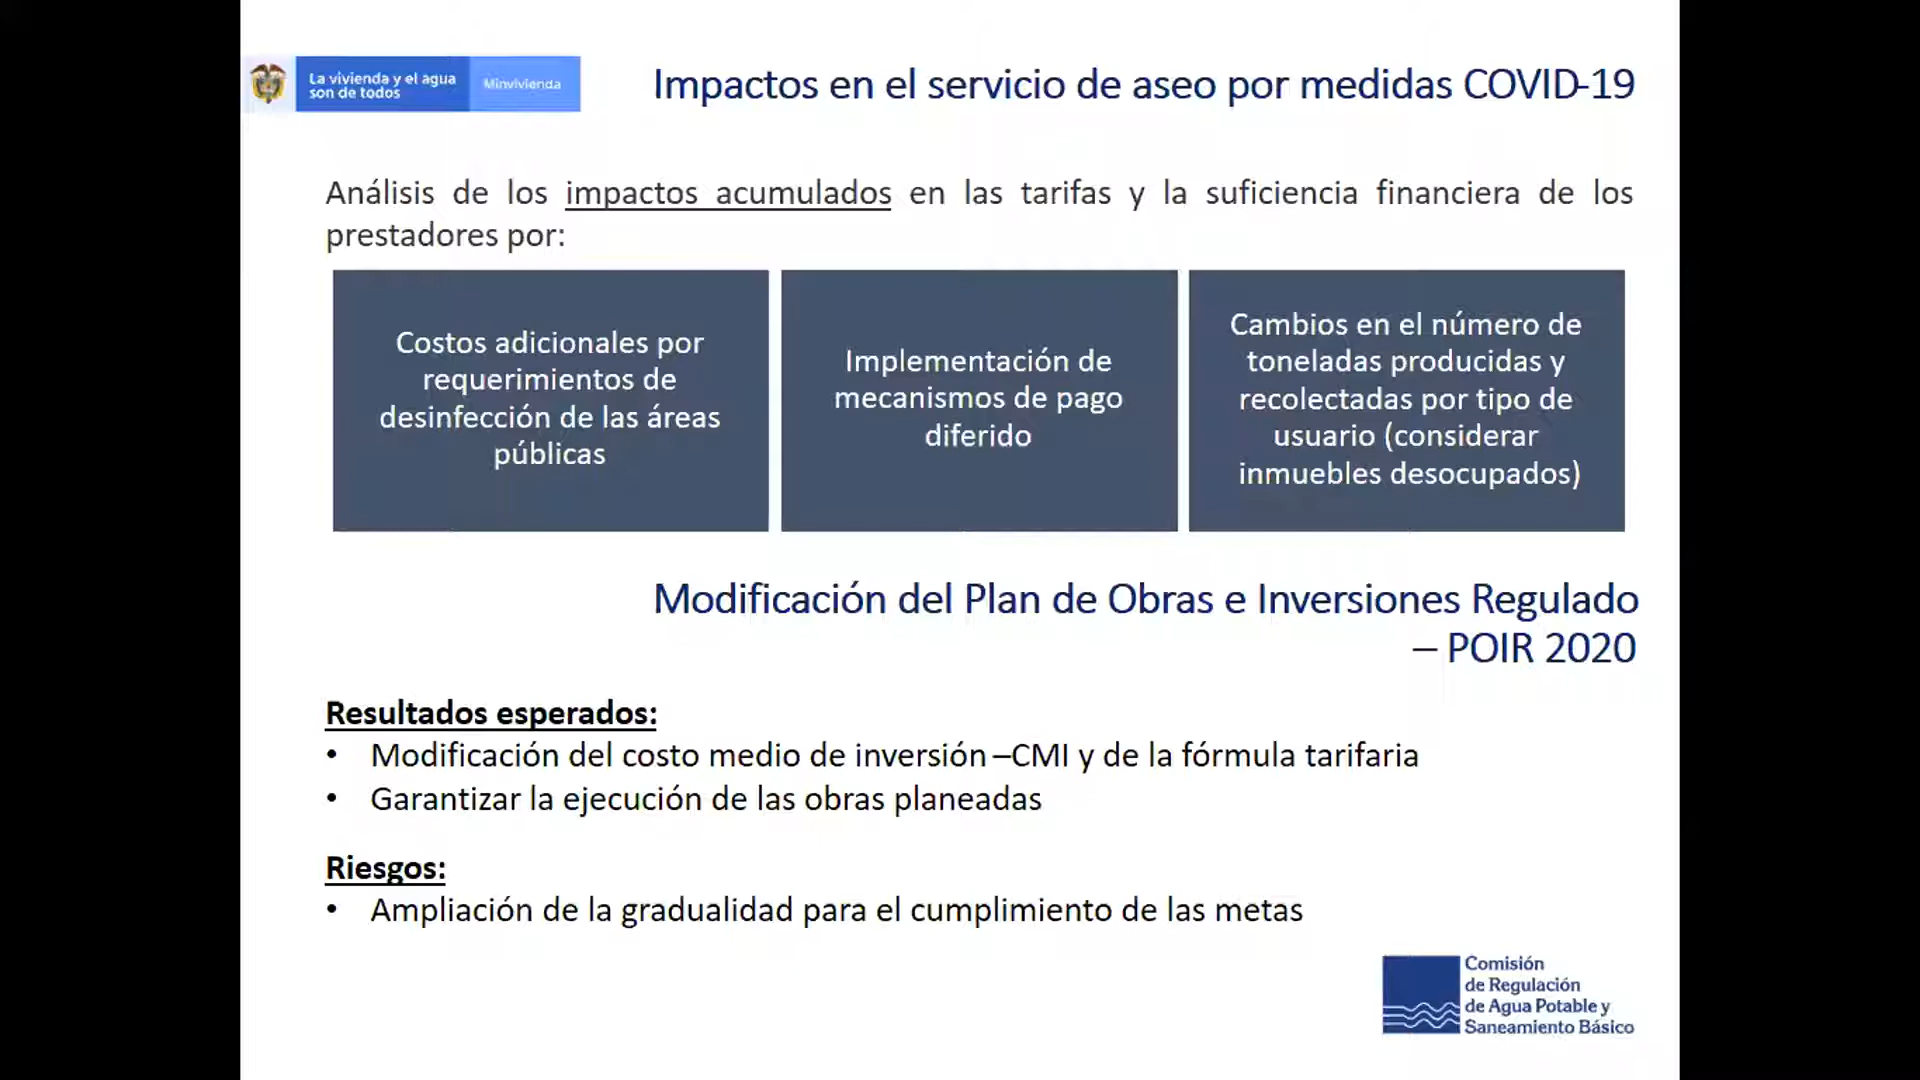 La vivienda y el agua
son de todos
Minvivienda
Impactos en el servicio de aseo por medidas COVID-19
Análisis de los impactos acumulados en las tarifas y la suficiencia financiera de los
prestadores por:
Costos adicionales por
requerimientos de
desinfección de las áreas
públicas
Implementación de
mecanismos de pago
diferido
Cambios en el número de
toneladas producidas y
recolectadas por tipo de
usuario (considerar
inmuebles desocupados)
Modificación del Plan de Obras e Inversiones Regulado
– POIR 2020
Resultados esperados:
• Modificación del costo medio de inversión –CMI y de la fórmula tarifaria
• Garantizar la ejecución de las obras planeadas
Riesgos:
• Ampliación de la gradualidad para el cumplimiento de las metas
Comisión
de Regulación
de Agua Potable y
Saneamiento Básico